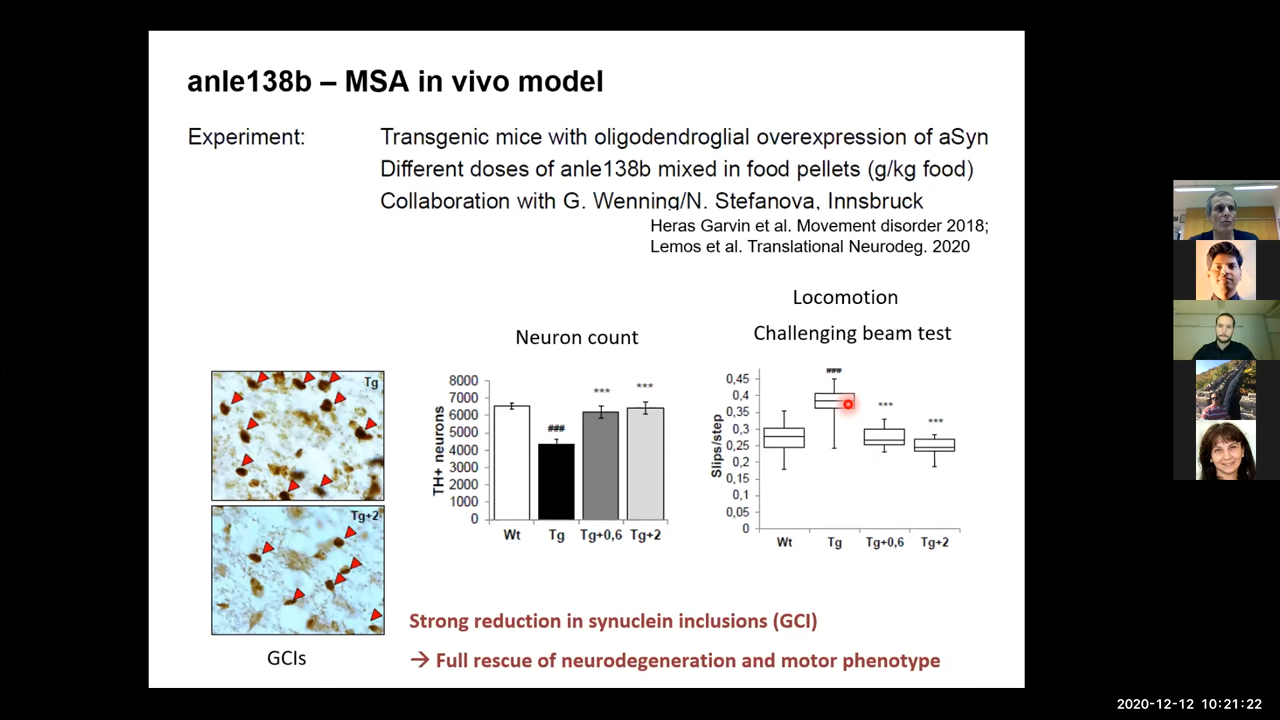 anle138b – MSA in vivo model
Experiment:
Transgenic mice with oligodendroglial overexpression of aSyn
Different doses of anle138b mixed in food pellets (g/kg food)
Collaboration with G. Wenning/N. Stefanova, Innsbruck
Heras Garvin et al. Movement disorder 2018;
Lemos et al. Translational Neurodeg. 2020
Tg
Tg+2
GCIs
Neuron count
TH+ neurons
8000
7000
6000
5000
4000
3000
2000
1000
0
###
***
***
Wt
Tg
Tg+0,6
Tg+2
Locomotion
Challenging beam test
Slips/step
0,45
0,4
0,35
0,3
0,25
0,2
0,15
0,1
0,05
0
###
***
***
Wt
Tg
Tg+0,6
Tg+2
Strong reduction in synuclein inclusions (GCI)
→ Full rescue of neurodegeneration and motor phenotype
2020-12-12 10:21:22